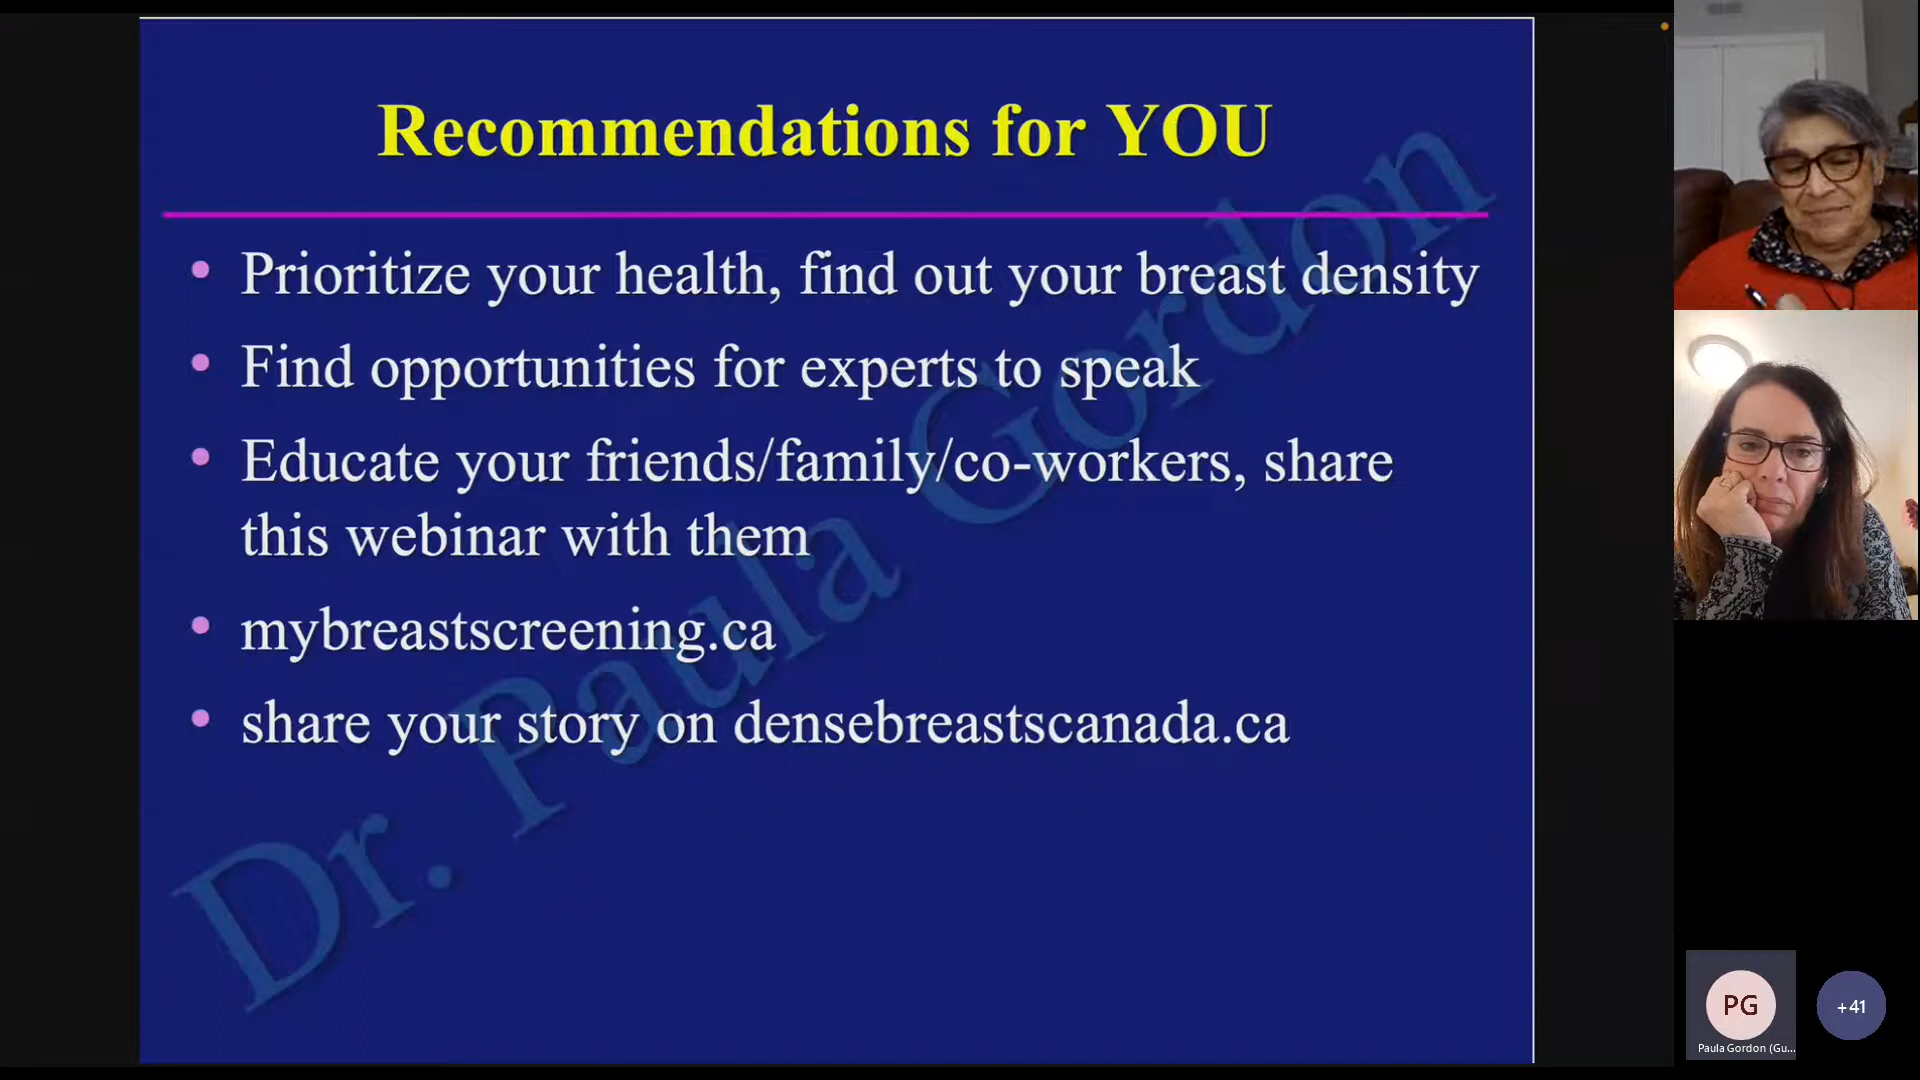 Recommendations for YOU
• Prioritize your health, find out your breast density
• Find opportunities for experts to speak
• Educate your friends/family/co-workers, share
this webinar with them
• mybreastscreening.ca
• share your story on densebreastscanada.ca
Dr. Paula Gordon
PG
Paula Gordon (Gu...
+41